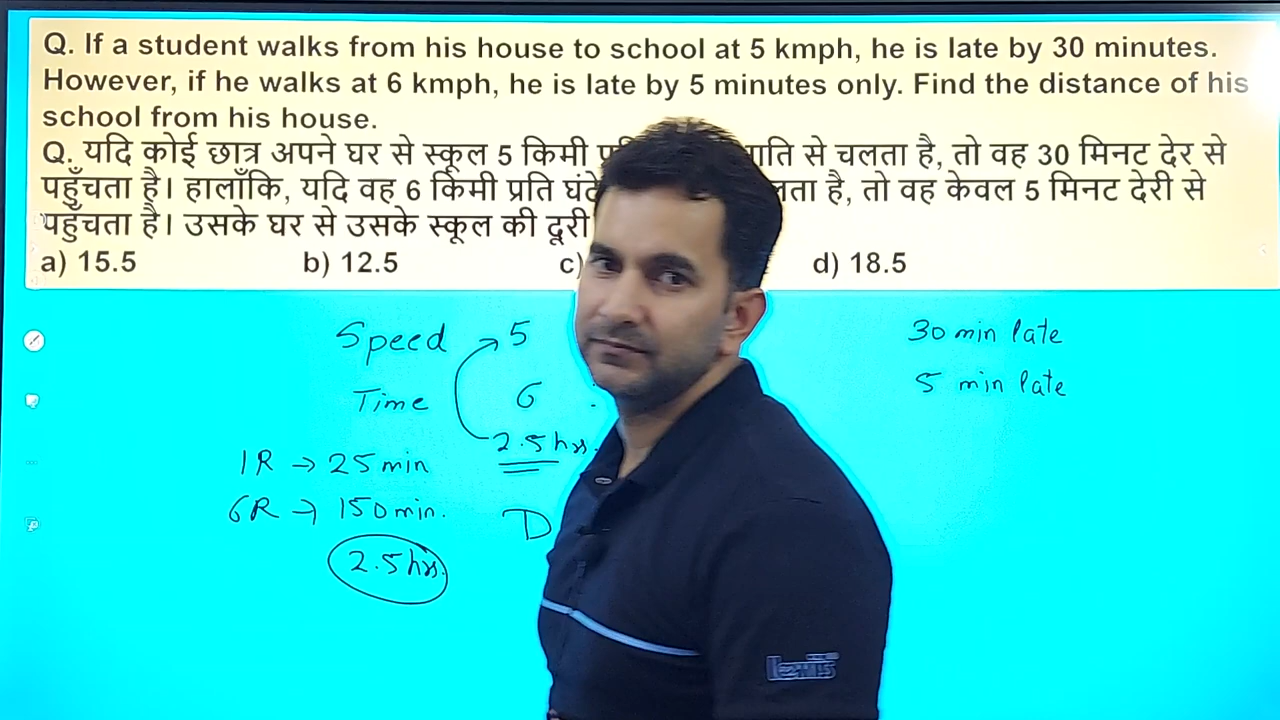 Q. If a student walks from his house to school at 5 kmph, he is late by 30 minutes.
However, if he walks at 6 kmph, he is late by 5 minutes only. Find the distance of his
school from his house.
Q. यदि कोई छात्र अपने घर से स्कूल 5 किमी गति से चलता है, तो वह 30 मिनट देर से
पहुँचता है। हालाँकि, यदि वह 6 किमी प्रति घंटे है, तो वह केवल 5 मिनट देरी से
पहुंचता है। उसके घर से उसके स्कूल की दूरी
a) 15.5 b) 12.5 c) d) 18.5
Speed 5 30 min late
Time 6 5 min late
2.5 hrs.
1R → 25 min
6R → 150 min. D
2.5 hrs.